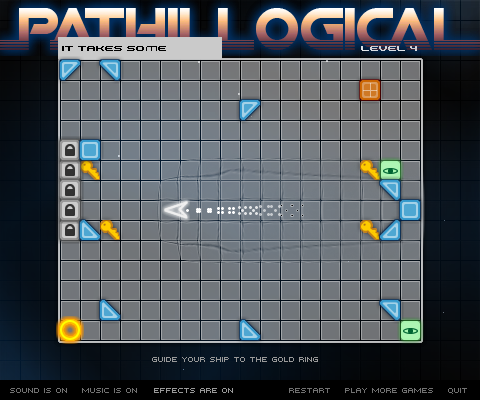 PATHILLOGICAL
IT TAKES SOME
LEVEL 4
GUIDE YOUR SHIP TO THE GOLD RING
SOUND IS ON MUSIC IS ON EFFECTS ARE ON RESTART PLAY MORE GAMES QUIT